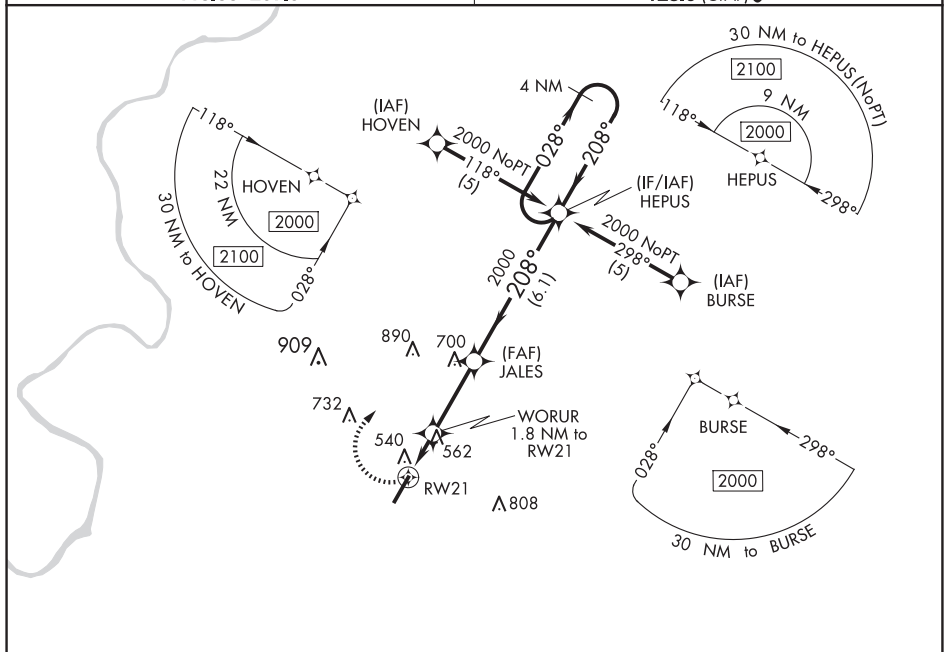 30 NM to HEPUS (NoPT)
2100
9 NM
118°
2000
HEPUS
298°
4 NM
(IAF)
HOVEN
2000 NoPT
118°
(5)
028°
208°
(IF/IAF)
HEPUS
2000 NoPT
298°
(5)
(IAF)
BURSE
118°
HOVEN
22 NM
2000
2100
30 NM to HOVEN
028°
2000
208°
(6.1)
909
890
700
(FAF)
JALES
732
540
562
WORUR
1.8 NM to
RW21
RW21
808
BURSE
028°
298°
2000
30 NM to BURSE